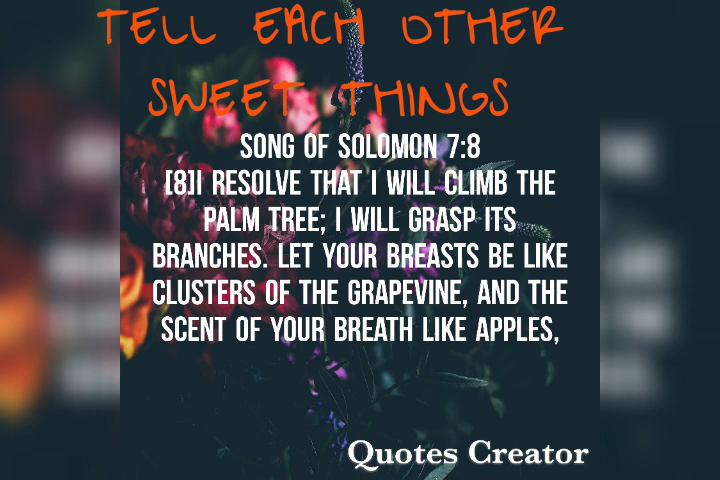 TELL EACH OTHER
SWEET THINGS
SONG OF SOLOMON 7:8
[8]I RESOLVE THAT I WILL CLIMB THE
PALM TREE; I WILL GRASP ITS
BRANCHES. LET YOUR BREASTS BE LIKE
CLUSTERS OF THE GRAPEVINE, AND THE
SCENT OF YOUR BREATH LIKE APPLES,
Quotes Creator